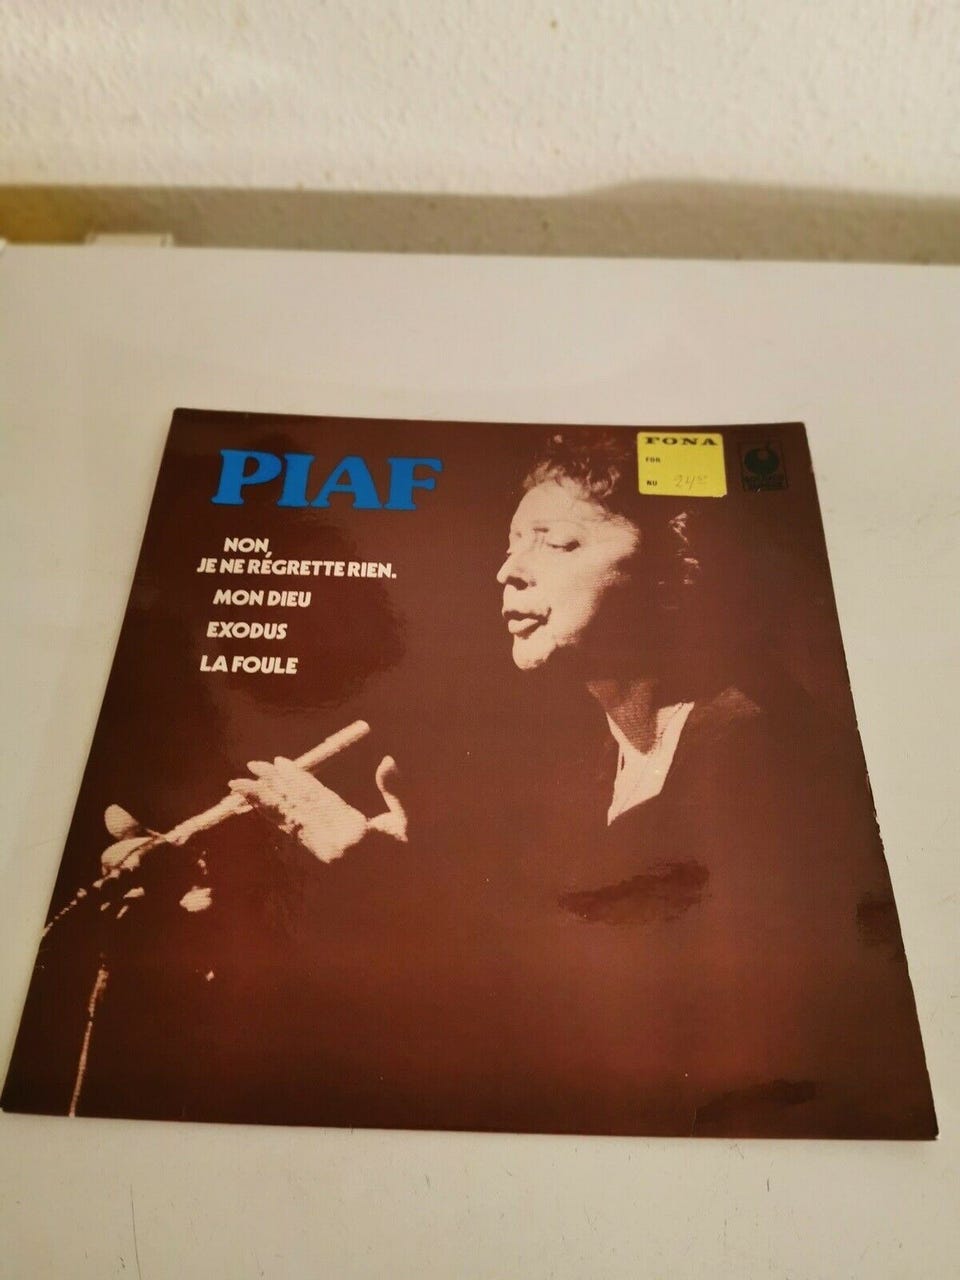 PIAF
NON,
JE NE RÉGRETTE RIEN.
MON DIEU
EXODUS
LA FOULE
FONA
FØR
NU 24